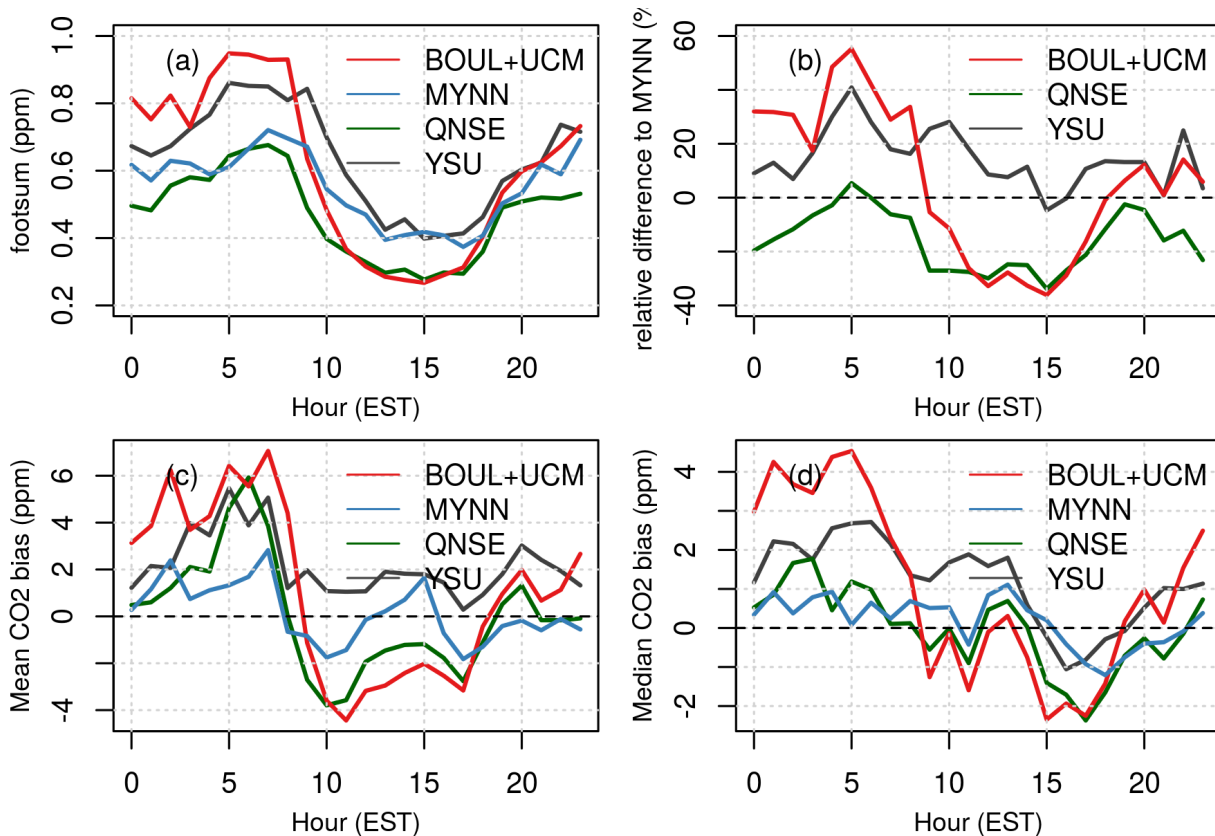 (a)
BOUL+UCM
MYNN
QNSE
YSU
footsum (ppm)
1.0
0.8
0.6
0.4
0.2
0 5 10 15 20
Hour (EST)
(b)
BOUL+UCM
QNSE
YSU
relative difference to MYNN (%
60
20
0
-40
0 5 10 15 20
Hour (EST)
(c)
BOUL+UCM
MYNN
QNSE
YSU
Mean CO2 bias (ppm)
6
4
2
0
-4
0 5 10 15 20
Hour (EST)
(d)
BOUL+UCM
MYNN
QNSE
YSU
Median CO2 bias (ppm)
4
2
0
-2
0 5 10 15 20
Hour (EST)